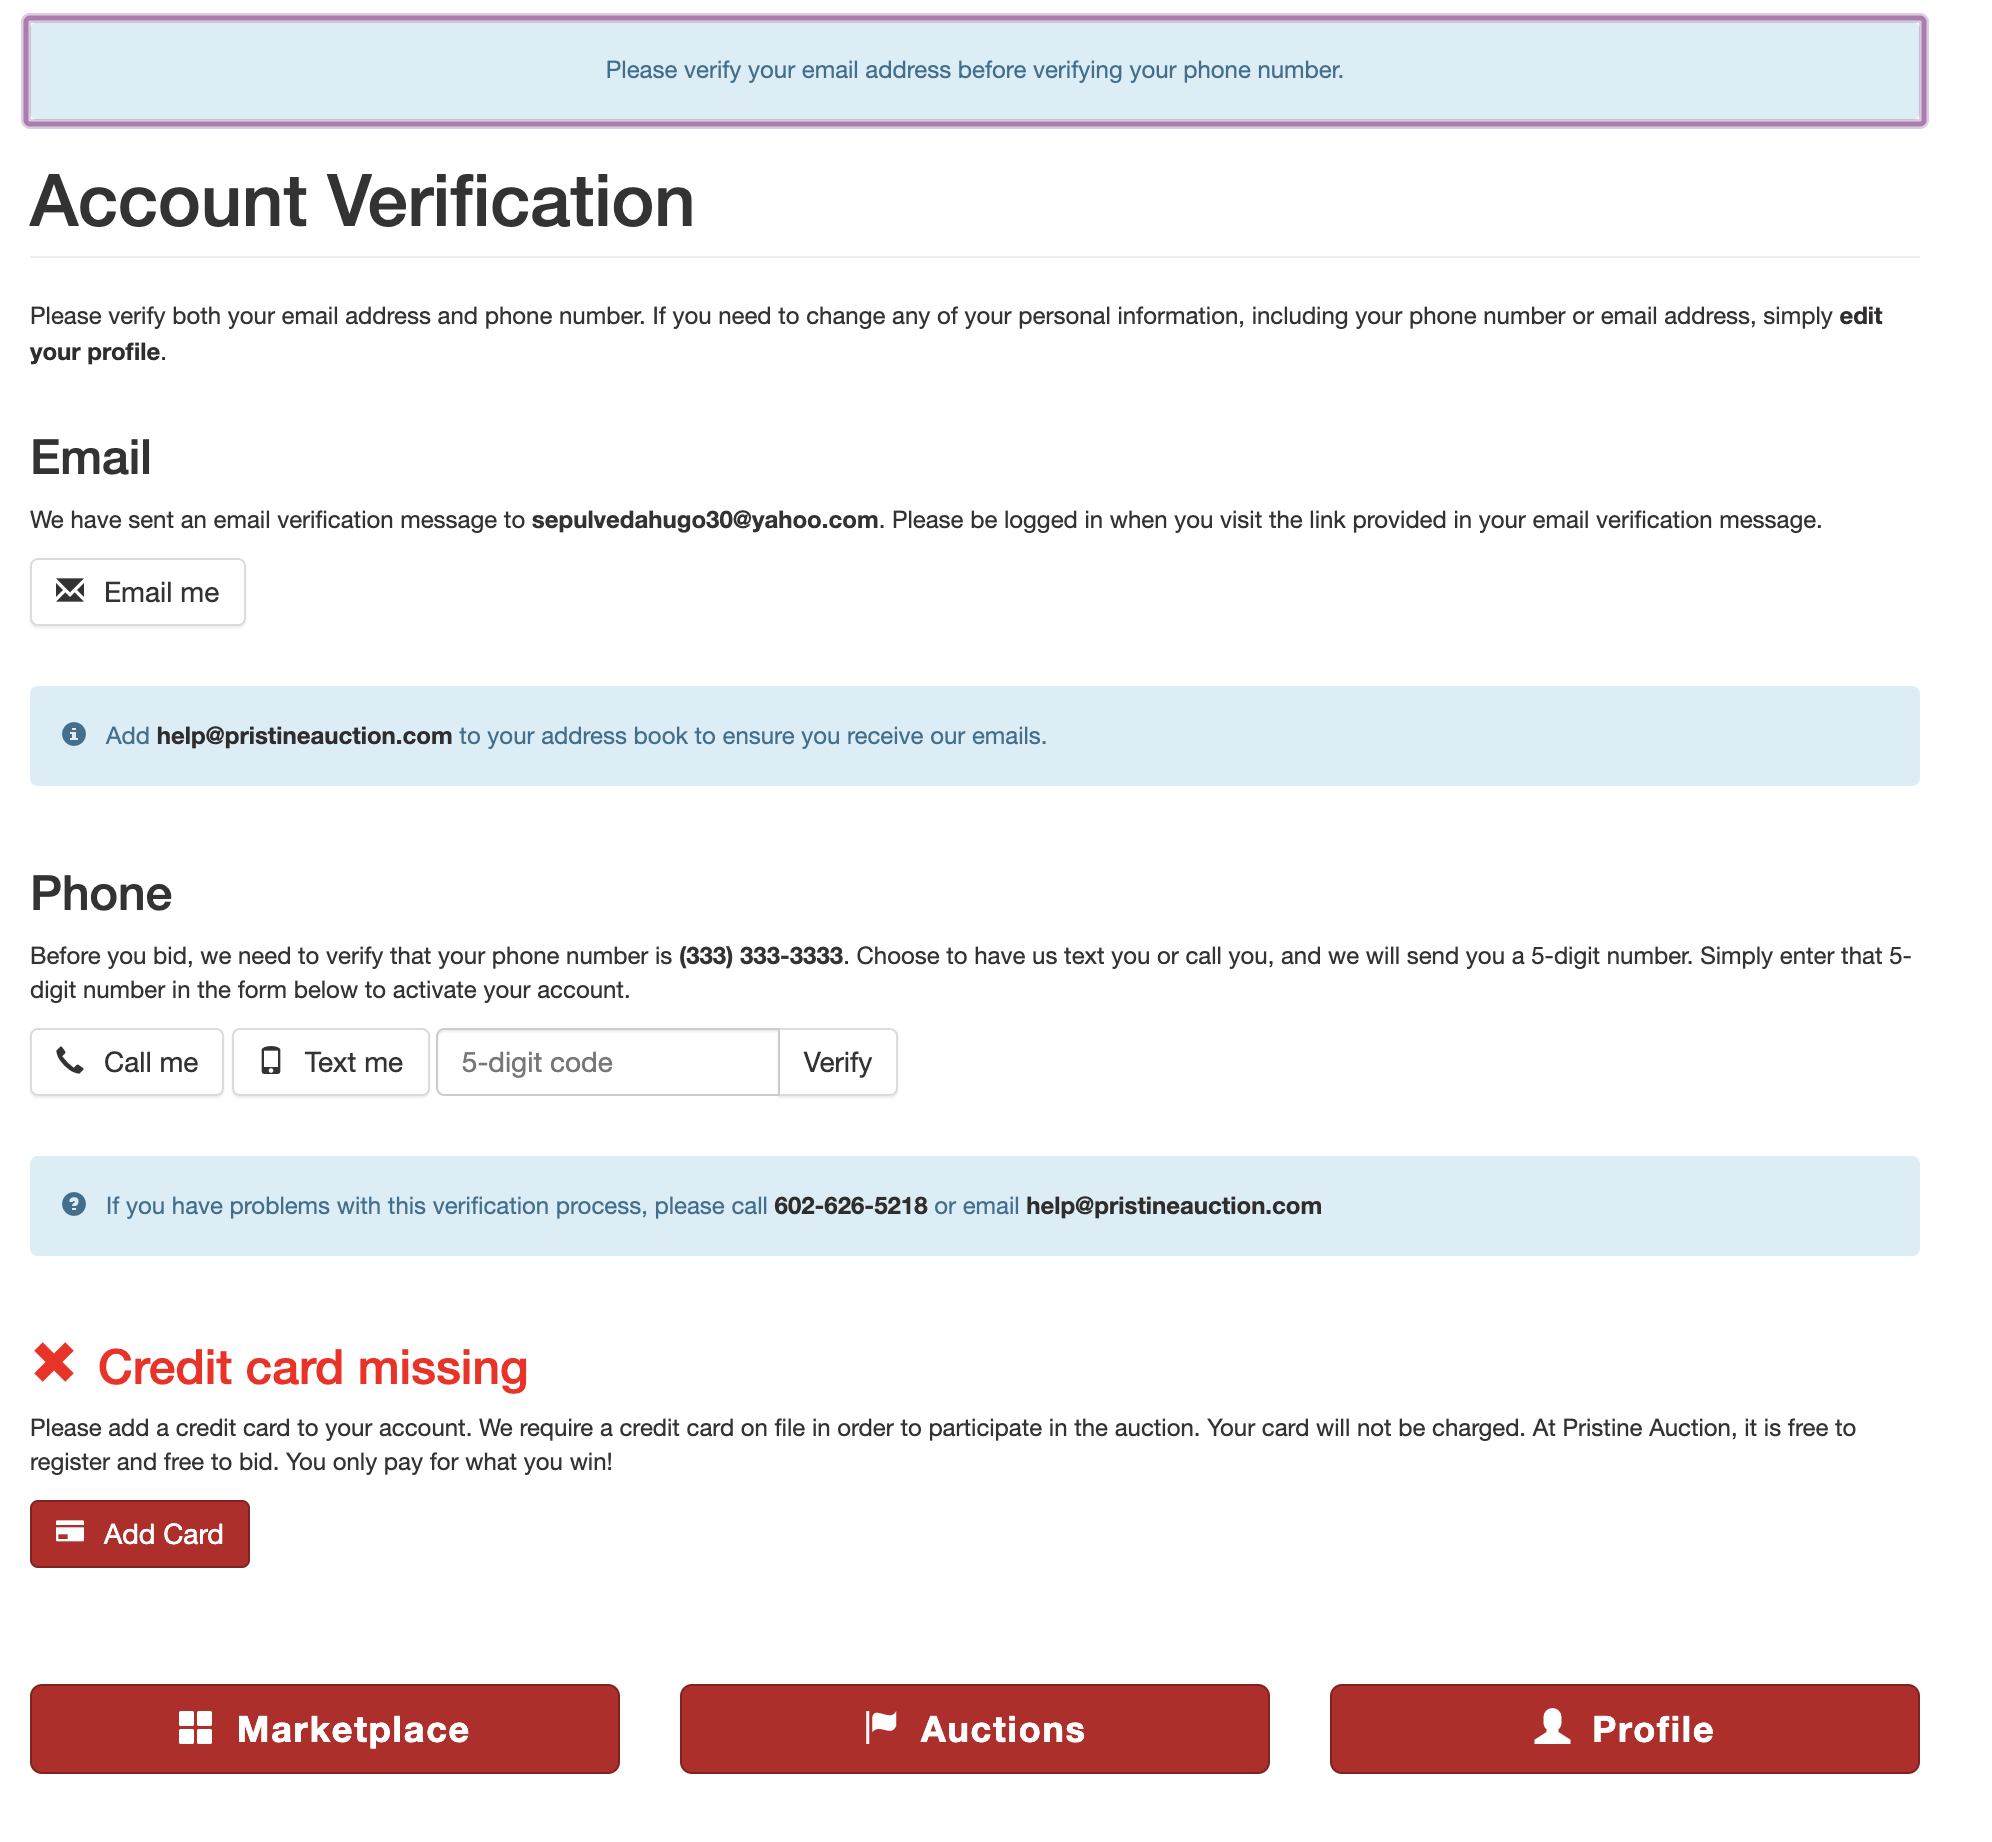 Please verify your email address before verifying your phone number.
Account Verification
Please verify both your email address and phone number. If you need to change any of your personal information, including your phone number or email address, simply edit
your profile.
Email
We have sent an email verification message to sepulvedahugo30@yahoo.com. Please be logged in when you visit the link provided in your email verification message.
Email me
Add help@pristineauction.com to your address book to ensure you receive our emails.
Phone
Before you bid, we need to verify that your phone number is (333) 333-3333. Choose to have us text you or call you, and we will send you a 5-digit number. Simply enter that 5-
digit number in the form below to activate your account.
Call me Text me 5-digit code Verify
If you have problems with this verification process, please call 602-626-5218 or email help@pristineauction.com
Credit card missing
Please add a credit card to your account. We require a credit card on file in order to participate in the auction. Your card will not be charged. At Pristine Auction, it is free to
register and free to bid. You only pay for what you win!
Add Card
Marketplace Auctions Profile